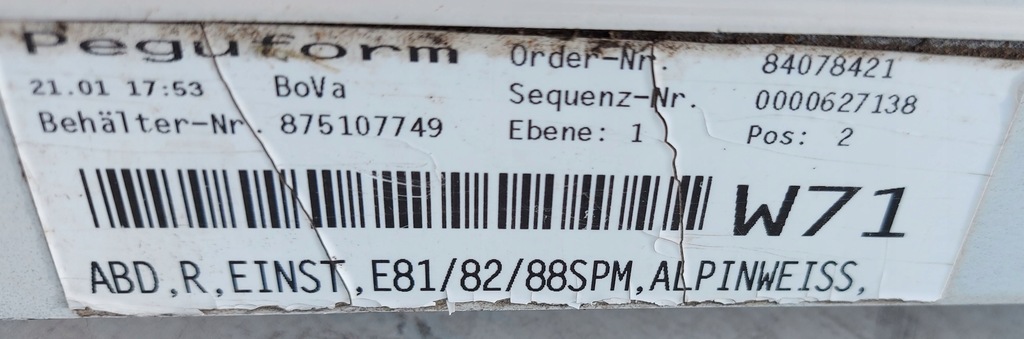 Peguform Order-Nr. 84078421
21.01 17:53 BoVa Sequenz-Nr. 0000627138
Behälter-Nr. 875107749 Ebene: 1 Pos: 2
W71
ABD,R,EINST,E81/82/88SPM,ALPINWEISS,